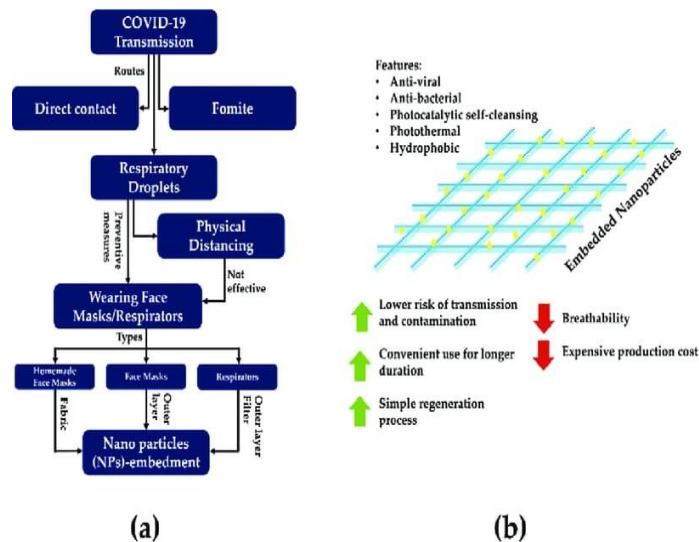 COVID-19
Transmission
Routes
Direct contact
Fomite
Respiratory
Droplets
Preventive
measures
Physical
Distancing
Not
effective
Wearing Face
Masks/Respirators
Types
Homemade
Face Masks
Face Masks
Respirators
Fabric
Outer
layer
Outer layer
Filter
Nano particles
(NPs)-embedment
(a)
Features:
• Anti-viral
• Anti-bacterial
• Photocatalytic self-cleansing
• Photothermal
• Hydrophobic
Embedded Nanoparticles
Lower risk of transmission
and contamination
Convenient use for longer
duration
Simple regeneration
process
Breathability
Expensive production cost
(b)